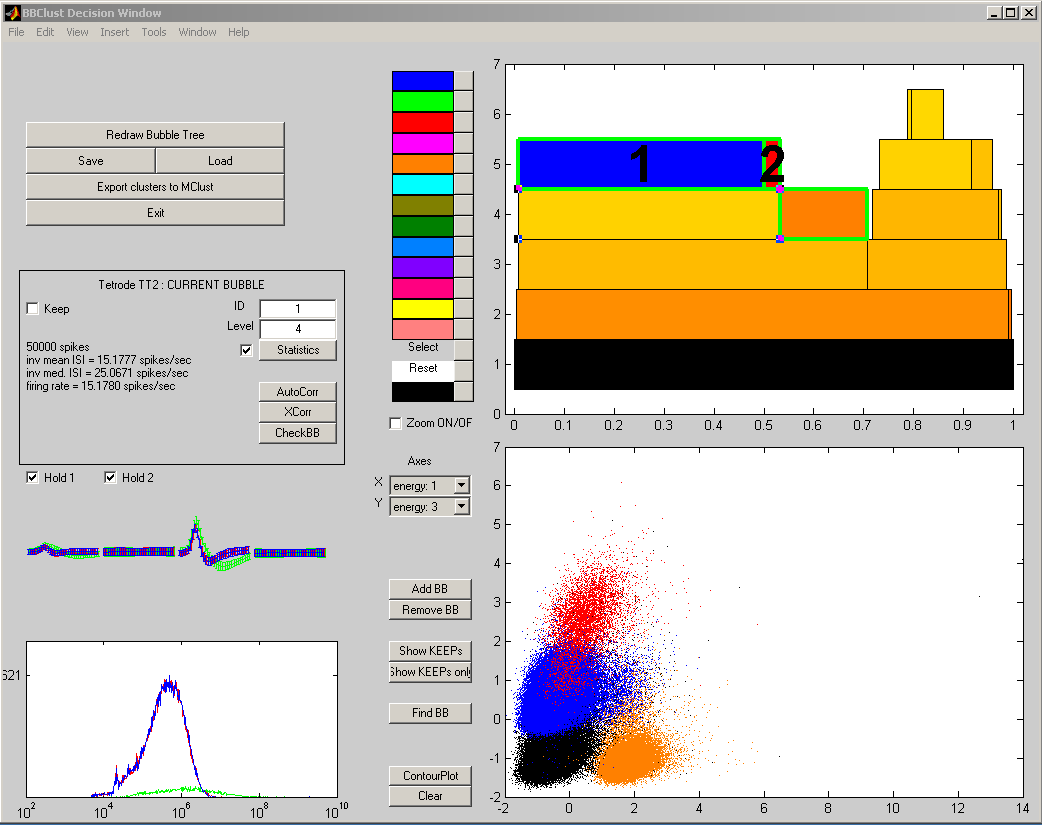 BBClust Decision Window
File Edit View Insert Tools Window Help
Redraw Bubble Tree
Save Load
Export clusters to MClust
Exit
Tetrode TT2 : CURRENT BUBBLE
Keep
ID 1
Level 4
50000 spikes
inv mean ISI = 15.1777 spikes/sec
inv med. ISI = 25.0671 spikes/sec
firing rate = 15.1780 spikes/sec
Statistics
AutoCorr
XCorr
CheckBB
Hold 1 Hold 2
521
10^2 10^4 10^6 10^8 10^10
Select
Reset
Zoom ON/OF
Axes
X energy: 1
Y energy: 3
Add BB
Remove BB
Show KEEPs
Show KEEPs only
Find BB
ContourPlot
Clear
7
6
5
4
3
2
1
0
1 2
0 0.1 0.2 0.3 0.4 0.5 0.6 0.7 0.8 0.9 1
7
6
5
4
3
2
1
0
-1
-2
-2 0 2 4 6 8 10 12 14